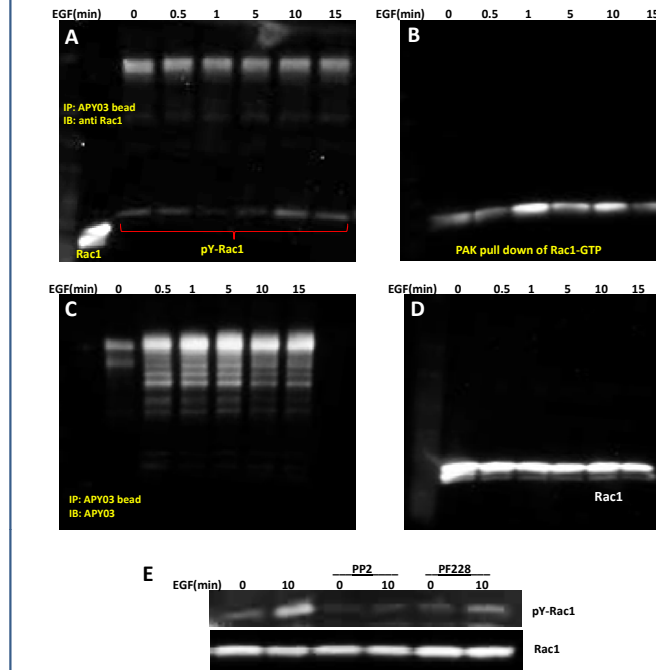 EGF(min) 0 0.5 1 5 10 15
A
IP: APY03 bead
IB: anti Rac1
Rac1
pY-Rac1
EGF(min) 0 0.5 1 5 10 15
B
PAK pull down of Rac1-GTP
EGF(min) 0 0.5 1 5 10 15
C
IP: APY03 bead
IB: APY03
EGF(min) 0 0.5 1 5 10 15
D
Rac1
E
PP2 PF228
EGF(min) 0 10 0 10 0 10
pY-Rac1
Rac1